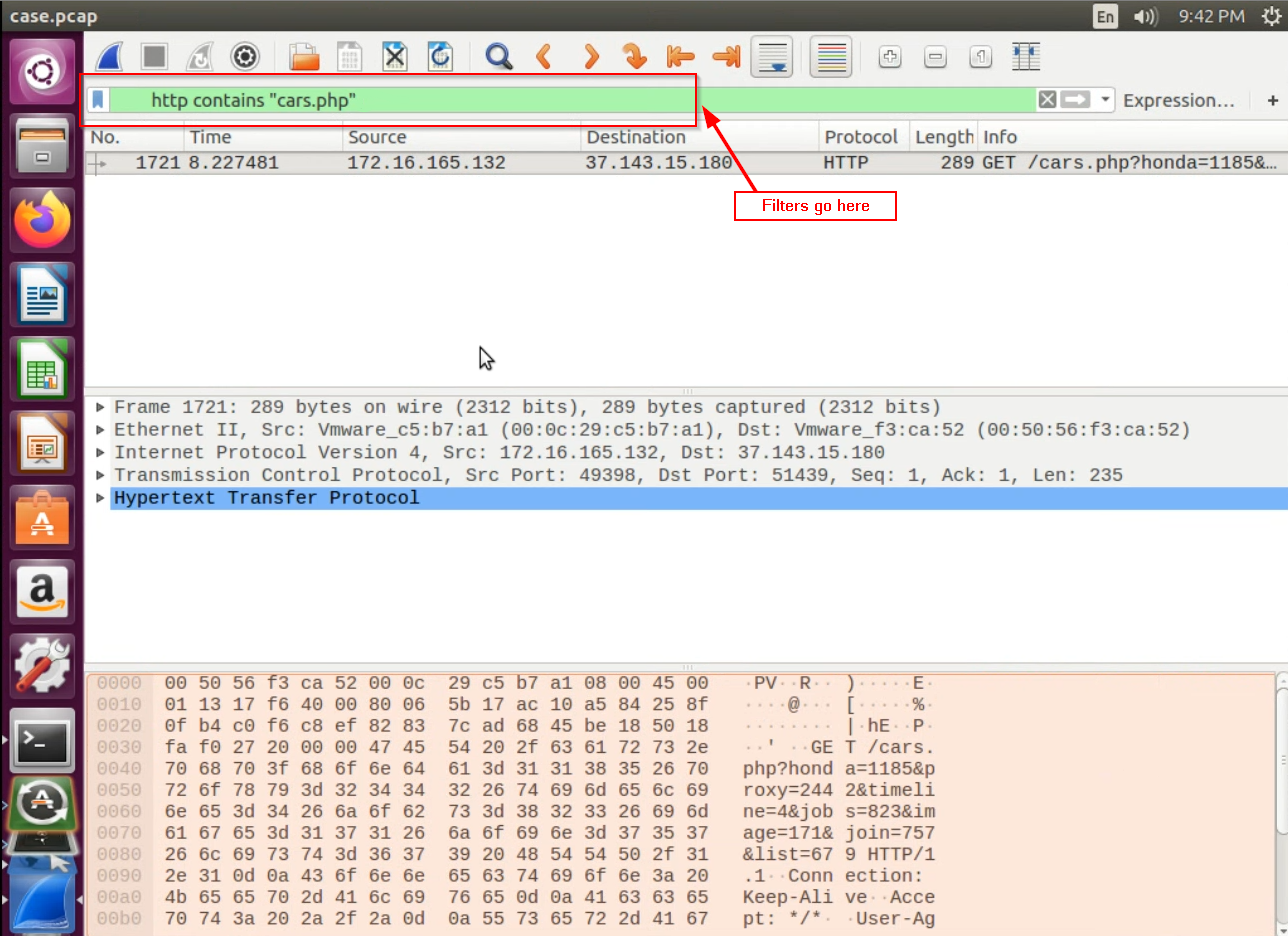 case.pcap
En
9:42 PM
http contains "cars.php"
Expression…
+
No. Time Source Destination Protocol Length Info
1721 8.227481 172.16.165.132 37.143.15.180 HTTP 289 GET /cars.php?honda=1185&…
Filters go here
Frame 1721: 289 bytes on wire (2312 bits), 289 bytes captured (2312 bits)
Ethernet II, Src: Vmware_c5:b7:a1 (00:0c:29:c5:b7:a1), Dst: Vmware_f3:ca:52 (00:50:56:f3:ca:52)
Internet Protocol Version 4, Src: 172.16.165.132, Dst: 37.143.15.180
Transmission Control Protocol, Src Port: 49398, Dst Port: 51439, Seq: 1, Ack: 1, Len: 235
Hypertext Transfer Protocol
0000 00 50 56 f3 ca 52 00 0c 29 c5 b7 a1 08 00 45 00 ·PV··R·· )·····E·
0010 01 13 17 f6 40 00 80 06 5b 17 ac 10 a5 84 25 8f ····@··· [·····%·
0020 0f b4 c0 f6 c8 ef 82 83 7c ad 68 45 be 18 50 18 ········ |·hE··P·
0030 fa f0 27 20 00 00 47 45 54 20 2f 63 61 72 73 2e ··' ··GE T /cars.
0040 70 68 70 3f 68 6f 6e 64 61 3d 31 31 38 35 26 70 php?hond a=1185&p
0050 72 6f 78 79 3d 32 34 34 32 26 74 69 6d 65 6c 69 roxy=244 2&timeli
0060 6e 65 3d 34 26 6a 6f 62 73 3d 38 32 33 26 69 6d ne=4&job s=823&im
0070 61 67 65 3d 31 37 31 26 6a 6f 69 6e 3d 37 35 37 age=171& join=757
0080 26 6c 69 73 74 3d 36 37 39 20 48 54 54 50 2f 31 &list=67 9 HTTP/1
0090 2e 31 0d 0a 43 6f 6e 6e 65 63 74 69 6f 6e 3a 20 .1··Conn ection:
00a0 4b 65 65 70 2d 41 6c 69 76 65 0d 0a 41 63 63 65 Keep-Ali ve··Acce
00b0 70 74 3a 20 2a 2f 2a 0d 0a 55 73 65 72 2d 41 67 pt: */*· ·User-Ag